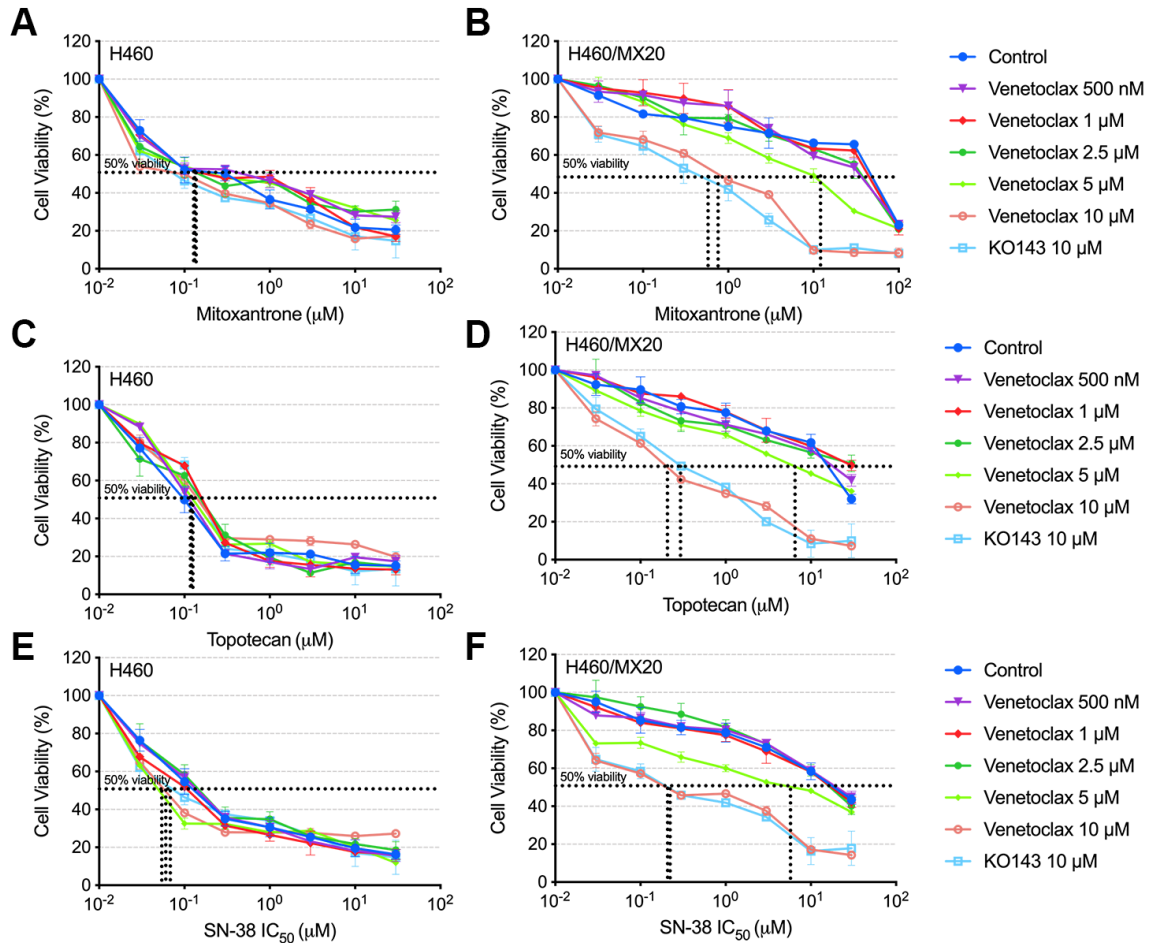 A
H460
Cell Viability (%)
120
100
80
60
40
20
0
50% viability
10⁻² 10⁻¹ 10⁰ 10¹ 10²
Mitoxantrone (μM)
B
H460/MX20
Cell Viability (%)
120
100
80
60
40
20
0
50% viability
10⁻² 10⁻¹ 10⁰ 10¹ 10²
Mitoxantrone (μM)
Control
Venetoclax 500 nM
Venetoclax 1 μM
Venetoclax 2.5 μM
Venetoclax 5 μM
Venetoclax 10 μM
KO143 10 μM
C
H460
Cell Viability (%)
120
100
80
60
40
20
0
50% viability
10⁻² 10⁻¹ 10⁰ 10¹ 10²
Topotecan (μM)
D
H460/MX20
Cell Viability (%)
120
100
80
60
40
20
0
50% viability
10⁻² 10⁻¹ 10⁰ 10¹ 10²
Topotecan (μM)
Control
Venetoclax 500 nM
Venetoclax 1 μM
Venetoclax 2.5 μM
Venetoclax 5 μM
Venetoclax 10 μM
KO143 10 μM
E
H460
Cell Viability (%)
120
100
80
60
40
20
0
50% viability
10⁻² 10⁻¹ 10⁰ 10¹ 10²
SN-38 IC₅₀ (μM)
F
H460/MX20
Cell Viability (%)
120
100
80
60
40
20
0
50% viability
10⁻² 10⁻¹ 10⁰ 10¹ 10²
SN-38 IC₅₀ (μM)
Control
Venetoclax 500 nM
Venetoclax 1 μM
Venetoclax 2.5 μM
Venetoclax 5 μM
Venetoclax 10 μM
KO143 10 μM